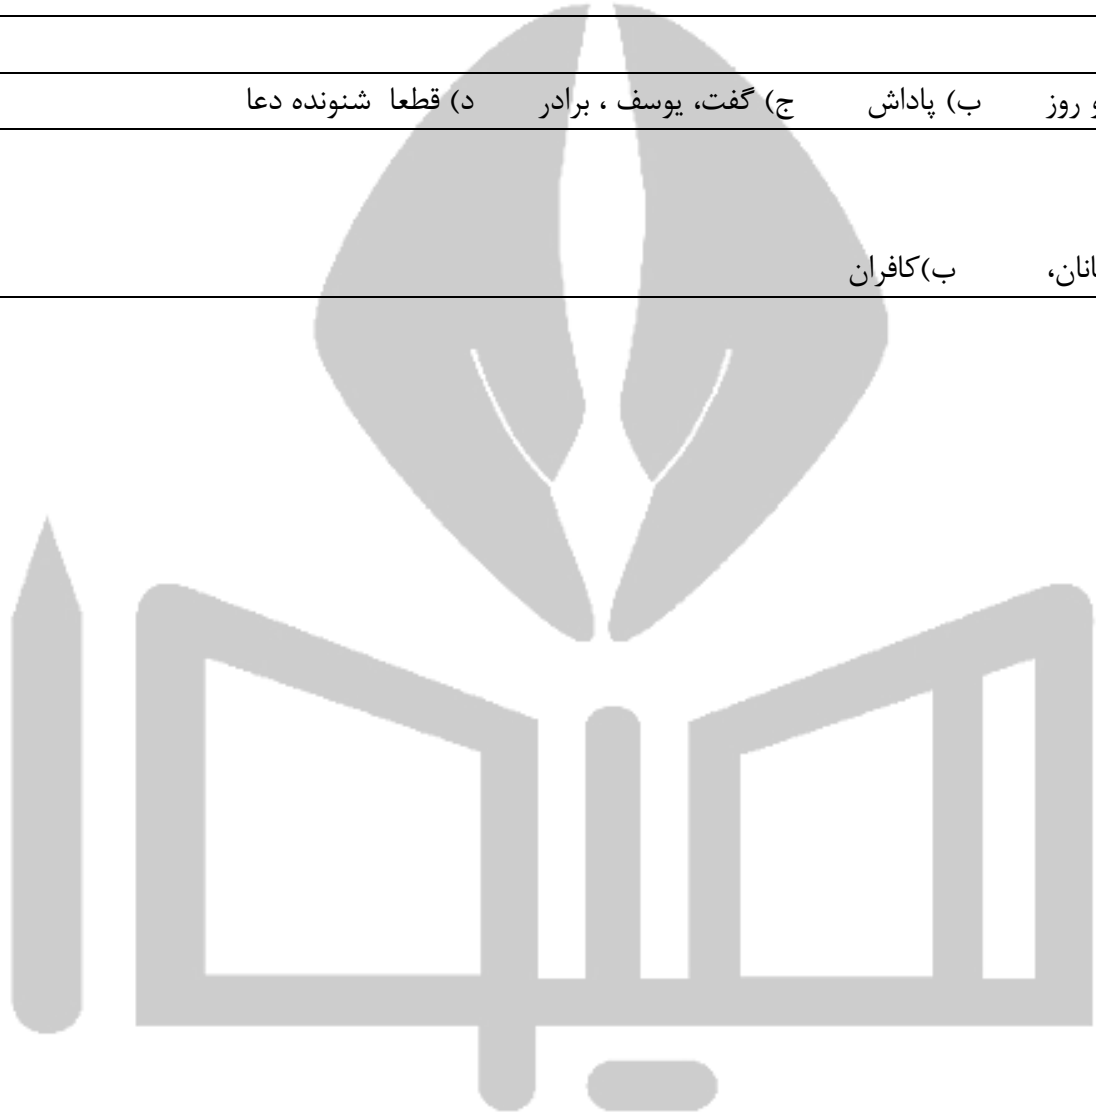 و روز ب) پاداش ج) گفت، یوسف ، برادر د) قطعا شنونده دعا
انان، ب)کافران